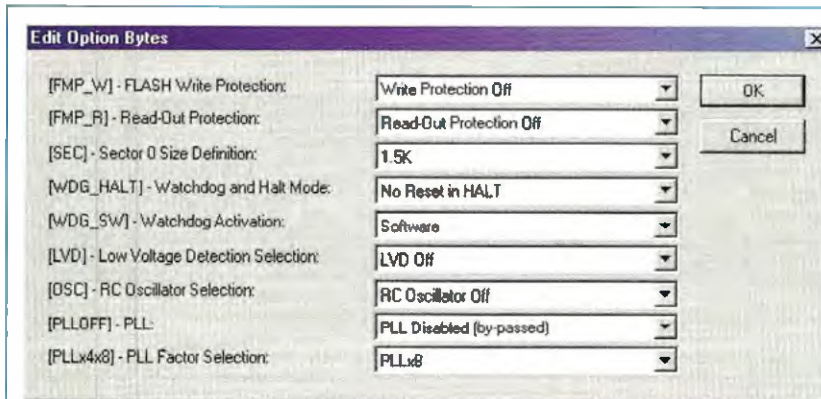 Edit Option Bytes
[FMP_W] - FLASH Write Protection: Write Protection Off
OK
[FMP_R] - Read-Out Protection: Read-Out Protection Off
Cancel
[SEC] - Sector 0 Size Definition: 1.5K
[WDG_HALT] - Watchdog and Halt Mode: No Reset in HALT
[WDG_SW] - Watchdog Activation: Software
[LVD] - Low Voltage Detection Selection: LVD Off
[OSC] - RC Oscillator Selection: RC Oscillator Off
[PLLOFF] - PLL: PLL Disabled (by-passed)
[PLLx4x8] - PLL Factor Selection: PLLx8